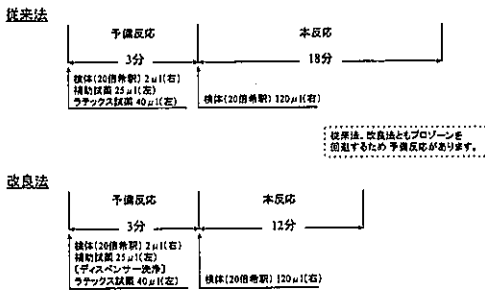 従来法
予備反応
本反応
3分
18分
検体(20倍希釈) 2μl(右)
補助試薬 25μl(左)
ラテックス試薬 40μl(左)
検体(20倍希釈) 120μl(右)
従来法、改良法ともプロゾーンを
回避するため 予備反応があります。
改良法
予備反応
本反応
3分
12分
検体(20倍希釈) 2μl(右)
補助試薬 25μl(左)
[ディスペンサー洗浄]
ラテックス試薬 40μl(左)
検体(20倍希釈) 120μl(右)